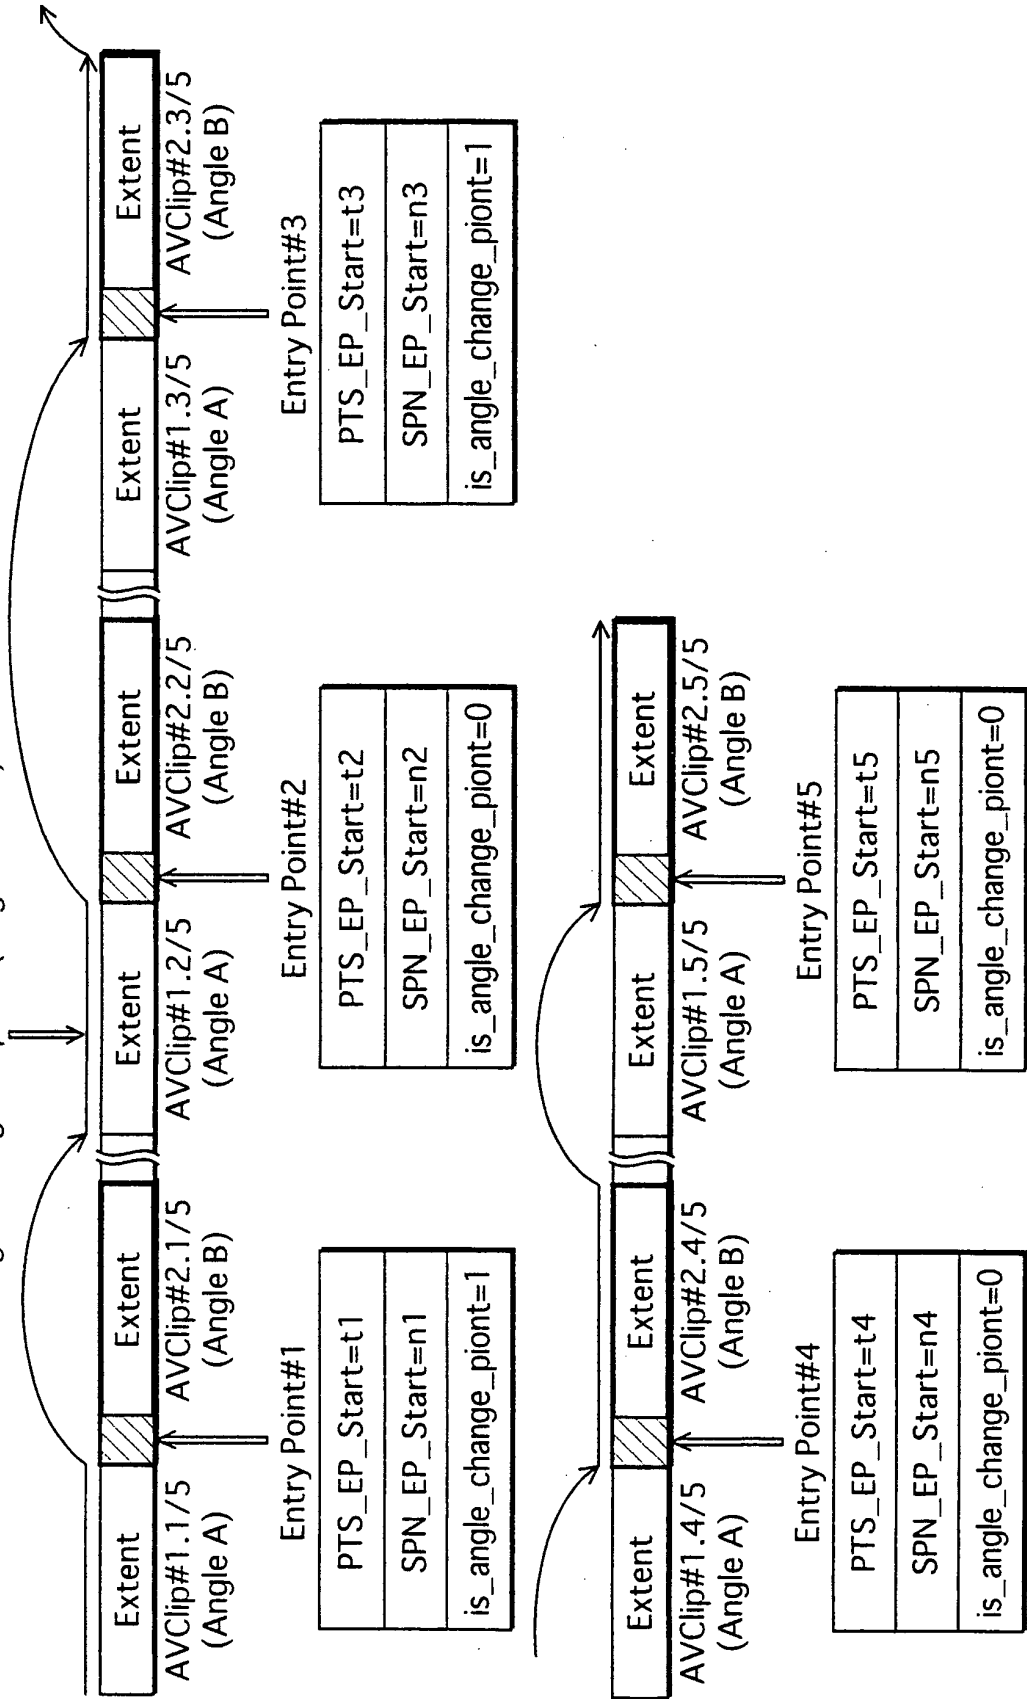 Extent
Extent
Extent
Extent
Extent
Extent
AVClip#1.1/5
(Angle A)
AVClip#2.1/5
(Angle B)
AVClip#1.2/5
(Angle A)
AVClip#2.2/5
(Angle B)
AVClip#1.3/5
(Angle A)
AVClip#2.3/5
(Angle B)
Entry Point#1
PTS_EP_Start=t1
SPN_EP_Start=n1
is_angle_change_piont=1
Entry Point#2
PTS_EP_Start=t2
SPN_EP_Start=n2
is_angle_change_piont=0
Entry Point#3
PTS_EP_Start=t3
SPN_EP_Start=n3
is_angle_change_piont=1
Extent
Extent
Extent
Extent
AVClip#1.4/5
(Angle A)
AVClip#2.4/5
(Angle B)
AVClip#1.5/5
(Angle A)
AVClip#2.5/5
(Angle B)
Entry Point#4
PTS_EP_Start=t4
SPN_EP_Start=n4
is_angle_change_piont=0
Entry Point#5
PTS_EP_Start=t5
SPN_EP_Start=n5
is_angle_change_piont=0